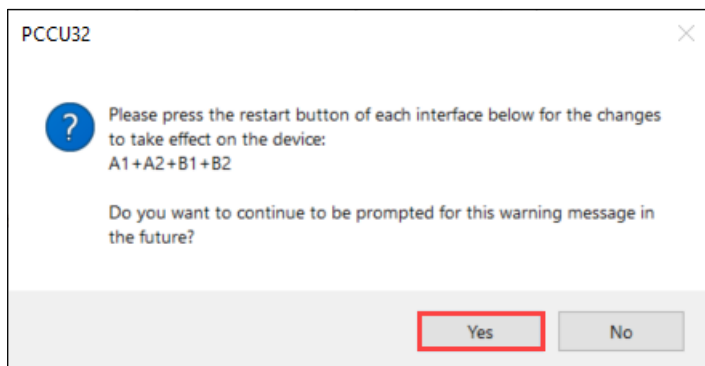 PCCU32
Please press the restart button of each interface below for the changes
to take effect on the device:
A1+A2+B1+B2
Do you want to continue to be prompted for this warning message in
the future?
Yes No